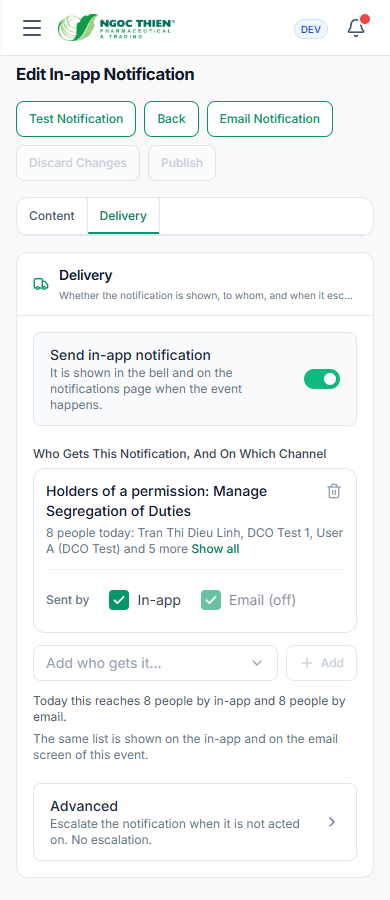 NGOC THIEN®
PHARMACEUTICAL
& TRADING
DEV
Edit In-app Notification
Test Notification
Back
Email Notification
Discard Changes
Publish
Content
Delivery
Delivery
Whether the notification is shown, to whom, and when it esc...
Send in-app notification
It is shown in the bell and on the
notifications page when the event
happens.
Who Gets This Notification, And On Which Channel
Holders of a permission: Manage
Segregation of Duties
8 people today: Tran Thi Dieu Linh, DCO Test 1, User
A (DCO Test) and 5 more Show all
Sent by
In-app
Email (off)
Add who gets it...
Add
Today this reaches 8 people by in-app and 8 people by
email.
The same list is shown on the in-app and on the email
screen of this event.
Advanced
Escalate the notification when it is not acted
on. No escalation.